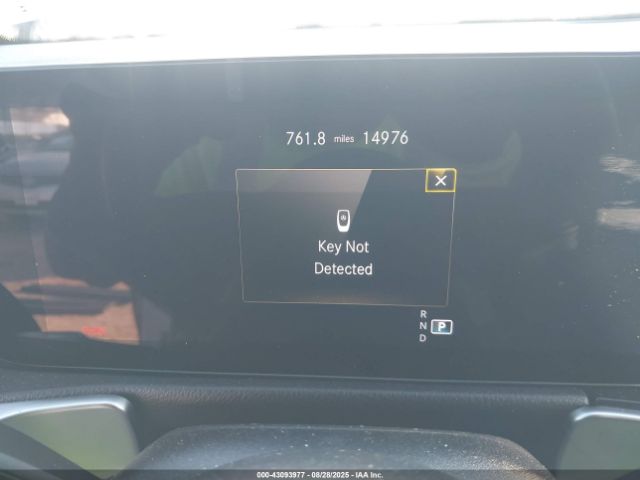 761.8 miles 14976
Key Not
Detected
R
N P
D
000-43093977 - 08/28/2025 - © IAA Inc.